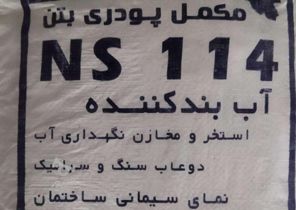 مکمل پودری بتن
NS 114
آب بندکننده
استخر و مخازن نگهداری آب
دوغاب سنگ و سرامیک
نمای سیمانی ساختمان